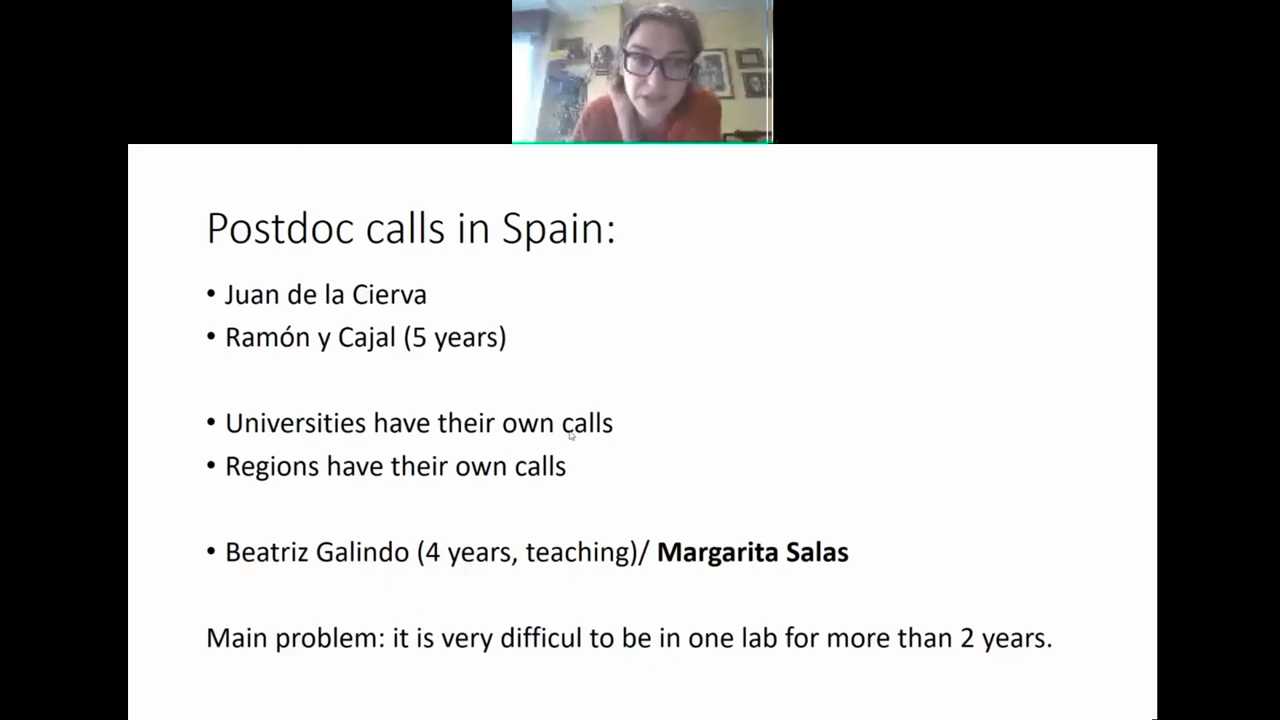 Postdoc calls in Spain:
• Juan de la Cierva
• Ramón y Cajal (5 years)
• Universities have their own calls
• Regions have their own calls
• Beatriz Galindo (4 years, teaching)/ Margarita Salas
Main problem: it is very difficul to be in one lab for more than 2 years.